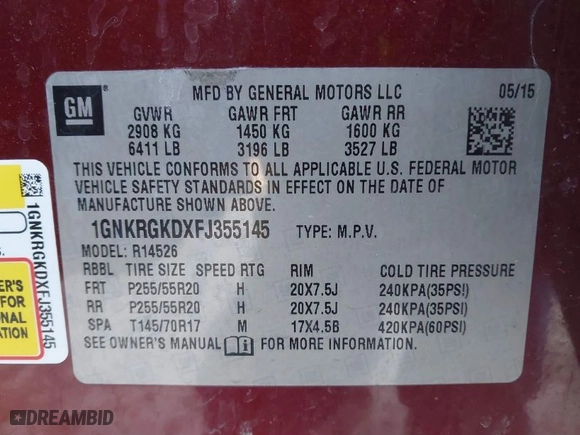 GM
MFD BY GENERAL MOTORS LLC 05/15
GVWR GAWR FRT GAWR RR
2908 KG 1450 KG 1600 KG
6411 LB 3196 LB 3527 LB
THIS VEHICLE CONFORMS TO ALL APPLICABLE U.S. FEDERAL MOTOR
VEHICLE SAFETY STANDARDS IN EFFECT ON THE DATE OF
MANUFACTURE SHOWN ABOVE.
1GNKRGKDXFJ355145 TYPE: M.P.V.
MODEL: R14526
RBBL TIRE SIZE SPEED RTG RIM COLD TIRE PRESSURE
FRT P255/55R20 H 20X7.5J 240KPA(35PSI)
RR P255/55R20 H 20X7.5J 240KPA(35PSI)
SPA T145/70R17 M 17X4.5B 420KPA(60PSI)
SEE OWNER'S MANUAL FOR MORE INFORMATION.
1GNKRGKDXFJ355145
NER'S
FOR
ONAL
ATION
DREAMBID